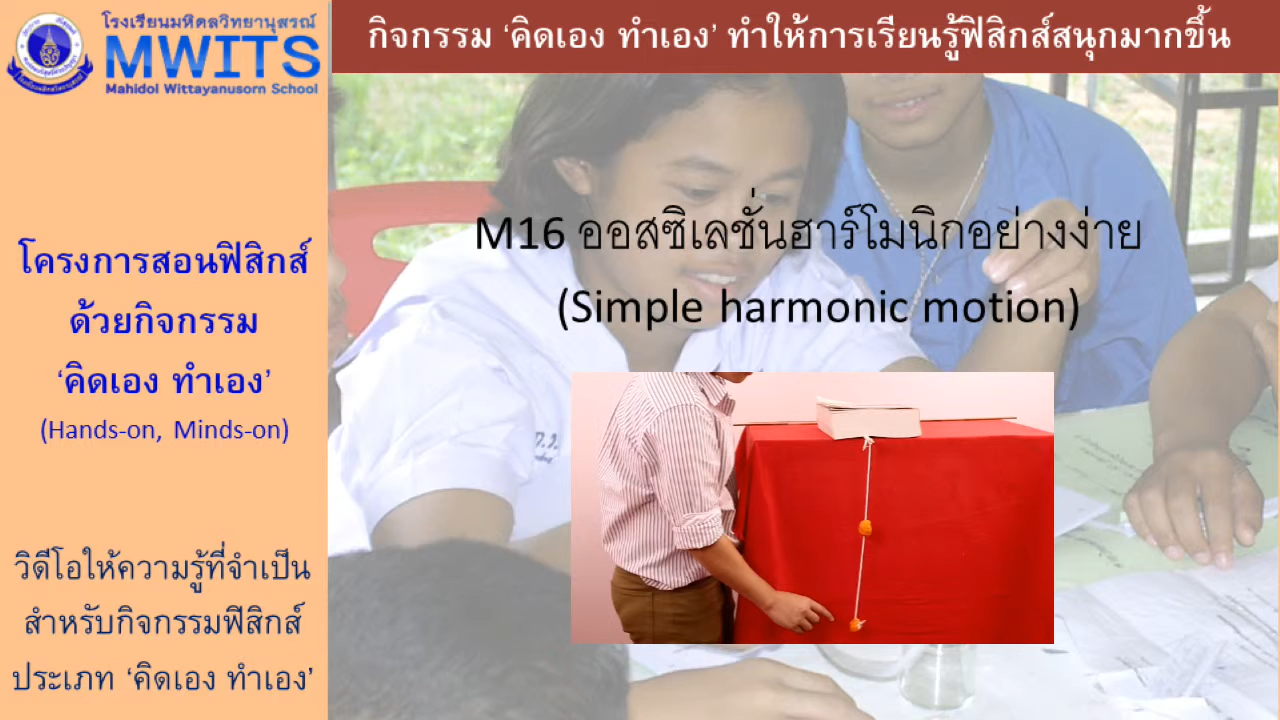 โรงเรียนมหิดลวิทยานุสรณ์
MWITS
Mahidol Wittayanusorn School
กิจกรรม ‘คิดเอง ทำเอง’ ทำให้การเรียนรู้ฟิสิกส์สนุกมากขึ้น
โครงการสอนฟิสิกส์
ด้วยกิจกรรม
‘คิดเอง ทำเอง’
(Hands-on, Minds-on)
วิดีโอให้ความรู้ที่จำเป็น
สำหรับกิจกรรมฟิสิกส์
ประเภท ‘คิดเอง ทำเอง’
M16 ออสซิเลชั่นฮาร์โมนิกอย่างง่าย
(Simple harmonic motion)